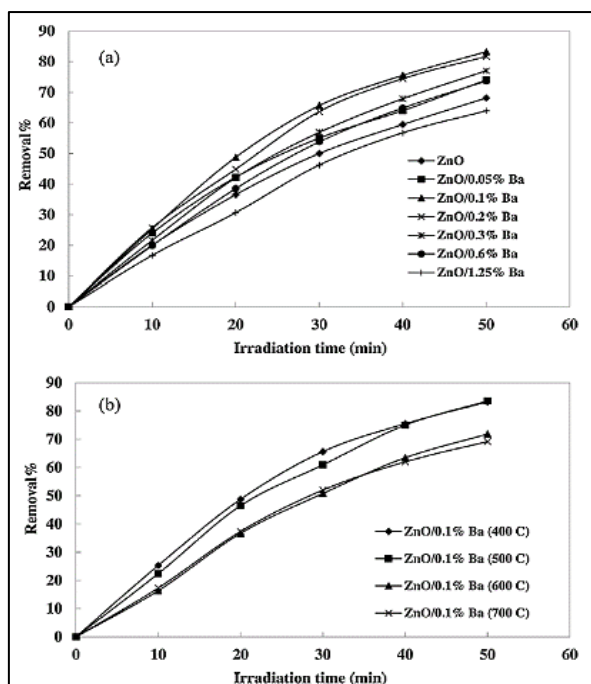 (a)
Removal%
90
80
70
60
50
40
30
20
10
0
ZnO
ZnO/0.05% Ba
ZnO/0.1% Ba
ZnO/0.2% Ba
ZnO/0.3% Ba
ZnO/0.6% Ba
ZnO/1.25% Ba
0 10 20 30 40 50 60
Irradiation time (min)
(b)
Removal%
90
80
70
60
50
40
30
20
10
0
ZnO/0.1% Ba (400 C)
ZnO/0.1% Ba (500 C)
ZnO/0.1% Ba (600 C)
ZnO/0.1% Ba (700 C)
0 10 20 30 40 50 60
Irradiation time (min)